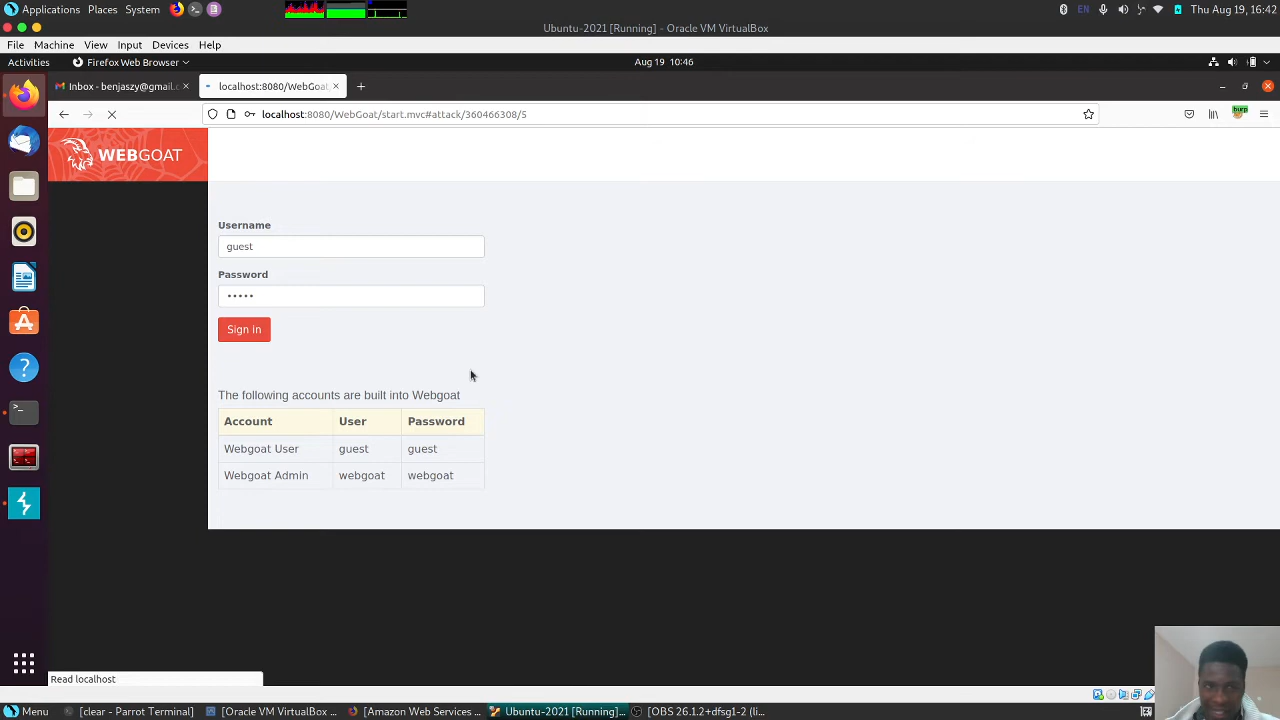 Applications Places System EN Thu Aug 19, 16:42
Ubuntu-2021 [Running] - Oracle VM VirtualBox
File Machine View Input Devices Help
Activities Firefox Web Browser Aug 19 10:46
Inbox - benjaszy@gmail.c localhost:8080/WebGoat/ burp
localhost:8080/WebGoat/start.mvc#attack/360466308/5
WEBGOAT
Username
guest
Password
•••••
Sign in
The following accounts are built into Webgoat
Account User Password
Webgoat User guest guest
Webgoat Admin webgoat webgoat
Read localhost
Menu [clear - Parrot Terminal] [Oracle VM VirtualBox ... [Amazon Web Services ... Ubuntu-2021 [Running]... [OBS 26.1.2+dfsg1-2 (li...